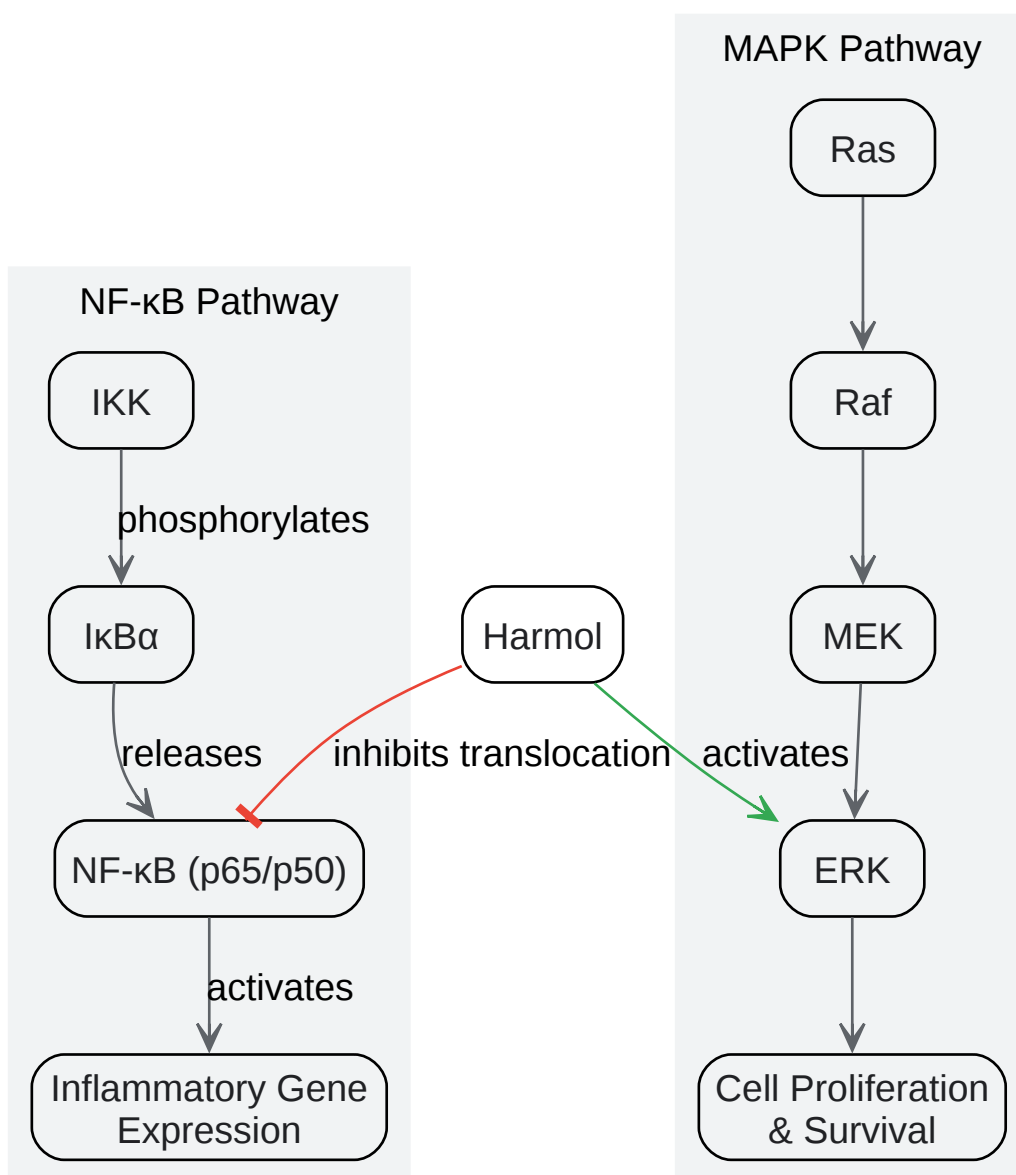 MAPK Pathway
Ras
NF-κB Pathway
IKK
Raf
phosphorylates
IκBα
Harmol
MEK
releases
inhibits translocation
activates
NF-κB (p65/p50)
ERK
activates
Inflammatory Gene
Expression
Cell Proliferation
& Survival